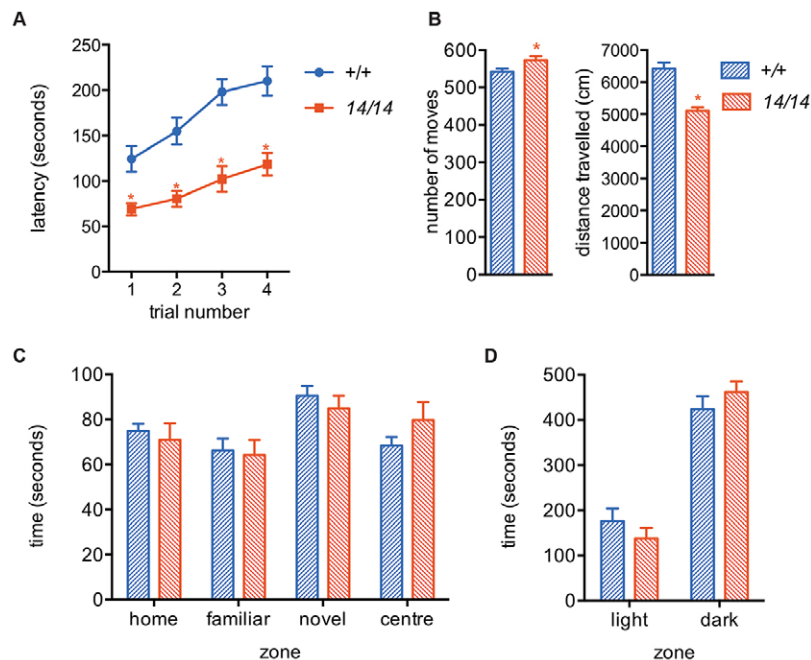 A
latency (seconds)
250
200
150
100
50
0
1 2 3 4
trial number
+/+
14/14
*
*
*
*
B
number of moves
600
500
400
300
200
100
0
*
distance travelled (cm)
7000
6000
5000
4000
3000
2000
1000
0
*
+/+
14/14
C
time (seconds)
100
80
60
40
20
0
home familiar novel centre
zone
D
time (seconds)
500
400
300
200
100
0
light dark
zone